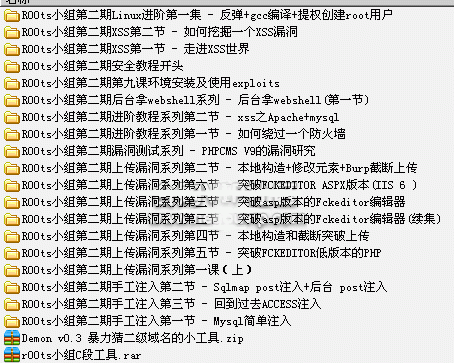 R00ts小组第二期Linux进阶第一集 - 反弹+gcc编译+提权创建root用户
R00ts小组第二期XSS第二节 - 如何挖掘一个XSS漏洞
R00ts小组第二期XSS第一节 - 走进XSS世界
R00ts小组第二期安全教程开头
R00ts小组第二期第九课环境安装及使用exploits
R00ts小组第二期后台拿webshell系列 - 后台拿webshell(第一节)
R00ts小组第二期进阶教程系列第二节 - xss之Apache+mysql
R00ts小组第二期进阶教程系列第一节 - 如何绕过一个防火墙
R00ts小组第二期漏洞测试系列 - PHPCMS V9的漏洞研究
R00ts小组第二期上传漏洞系列第二节 - 本地构造+修改元素+Burp截断上传
R00ts小组第二期上传漏洞系列第六节 - 突破FCKEDITOR ASPX版本(IIS 6 )
R00ts小组第二期上传漏洞系列第三节 - 突破asp版本的Fckeditor编辑器
R00ts小组第二期上传漏洞系列第三节 - 突破asp版本的Fckeditor编辑器(续集)
R00ts小组第二期上传漏洞系列第四节 - 本地构造和截断突破上传
R00ts小组第二期上传漏洞系列第五节 - 突破FCKEDITOR低版本的PHP
R00ts小组第二期上传漏洞系列第一课(上)
R00ts小组第二期手工注入第二节 - Sqlmap post注入+后台 post注入
R00ts小组第二期手工注入第三节 - 回到过去ACCESS注入
R00ts小组第二期手工注入第一节 - Mysql简单注入
Demon v0.3 暴力猜二级域名的小工具.zip
r00ts小组C段工具.rar